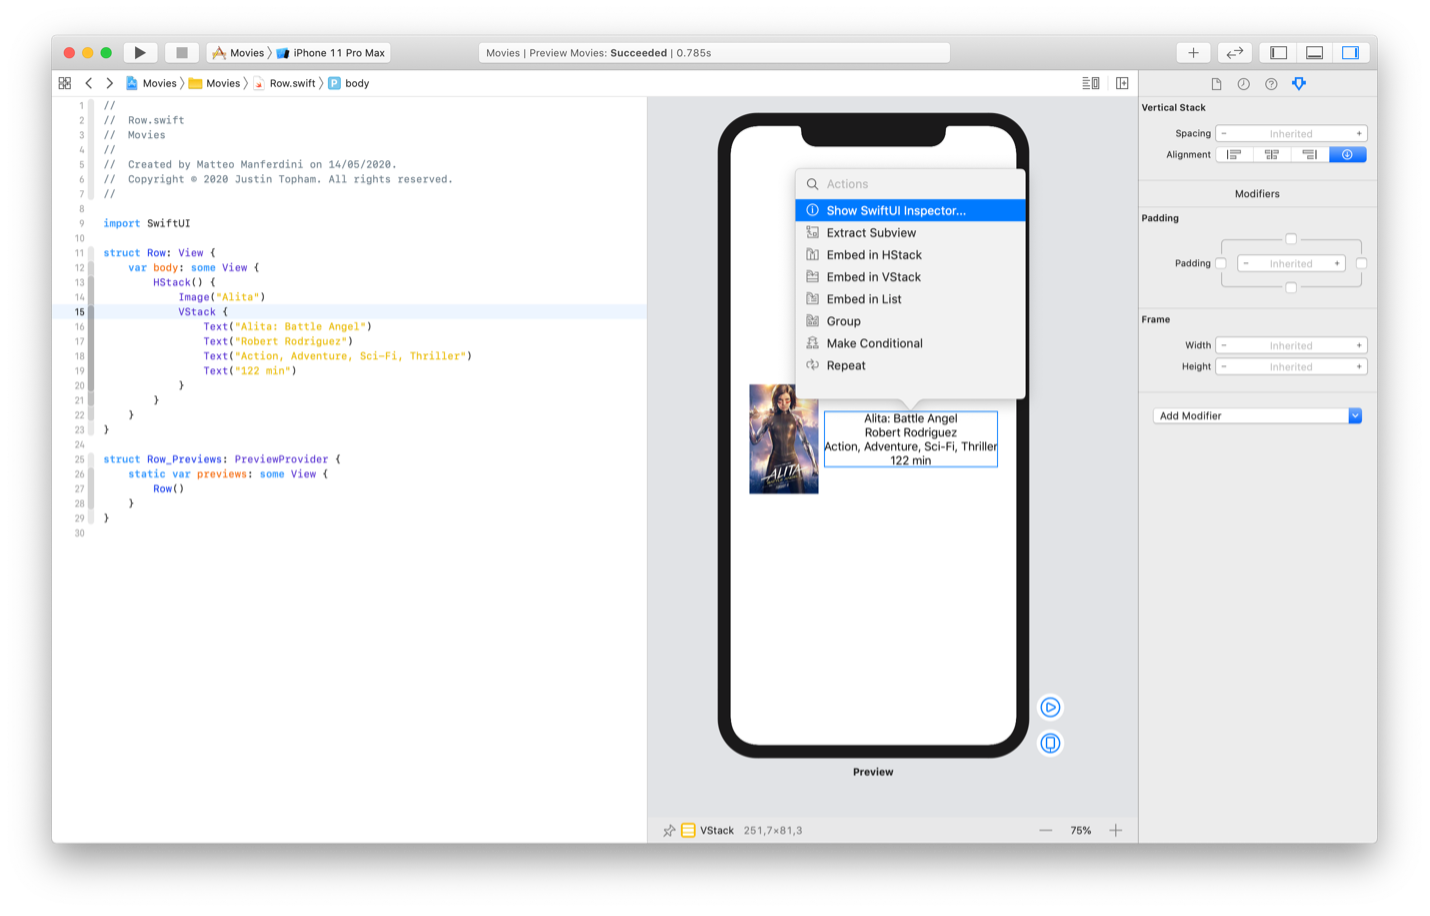 Movies 〉 iPhone 11 Pro Max
Movies | Preview Movies: Succeeded | 0.785s
Movies 〉 Movies 〉 Row.swift 〉 P body
1 //
2 //  Row.swift
3 //  Movies
4 //
5 //  Created by Matteo Manferdini on 14/05/2020.
6 //  Copyright © 2020 Justin Topham. All rights reserved.
7 //
8
9 import SwiftUI
10
11 struct Row: View {
12     var body: some View {
13         HStack() {
14             Image("Alita")
15             VStack {
16                 Text("Alita: Battle Angel")
17                 Text("Robert Rodriguez")
18                 Text("Action, Adventure, Sci-Fi, Thriller")
19                 Text("122 min")
20             }
21         }
22     }
23 }
24
25 struct Row_Previews: PreviewProvider {
26     static var previews: some View {
27         Row()
28     }
29 }
30
Actions
Show SwiftUI Inspector...
Extract Subview
Embed in HStack
Embed in VStack
Embed in List
Group
Make Conditional
Repeat
ALITA
Alita: Battle Angel
Robert Rodriguez
Action, Adventure, Sci-Fi, Thriller
122 min
Preview
VStack 251,7×81,3
75%
Vertical Stack
Spacing − Inherited +
Alignment
Modifiers
Padding
Padding − Inherited +
Frame
Width − Inherited +
Height − Inherited +
Add Modifier